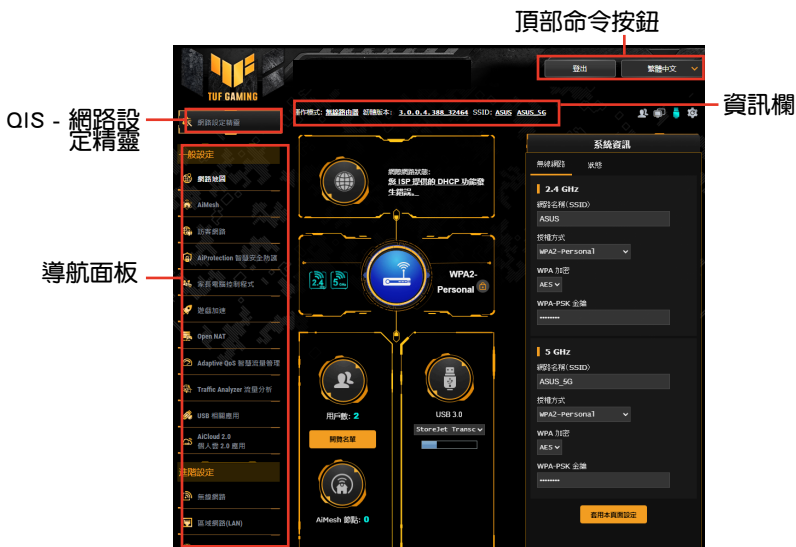 頂部命令按鈕
TUF GAMING
登出
繁體中文
資訊欄
操作模式: 無線路由器 韌體版本: 3.0.0.4.388_32464 SSID: ASUS ASUS_5G
QIS - 網路設
定精靈
網路設定精靈
導航面板
一般設定
網路地圖
AiMesh
訪客網路
AiProtection 智慧安全防護
家長電腦控制程式
遊戲加速
Open NAT
Adaptive QoS 智慧流量管理
Traffic Analyzer 流量分析
USB 相關應用
AiCloud 2.0
個人雲 2.0 應用
進階設定
無線網路
區域網路(LAN)
網際網路狀態:
您 ISP 提供的 DHCP 功能發
生錯誤。
2.4
5
WPA2-
Personal
用戶數: 2
閱覽名單
AiMesh 節點: 0
USB 3.0
StoreJet Transc
系統資訊
無線網路
狀態
2.4 GHz
網路名稱(SSID)
ASUS
授權方式
WPA2-Personal
WPA 加密
AES
WPA-PSK 金鑰
••••••••
5 GHz
網路名稱(SSID)
ASUS_5G
授權方式
WPA2-Personal
WPA 加密
AES
WPA-PSK 金鑰
••••••••
套用本頁面設定